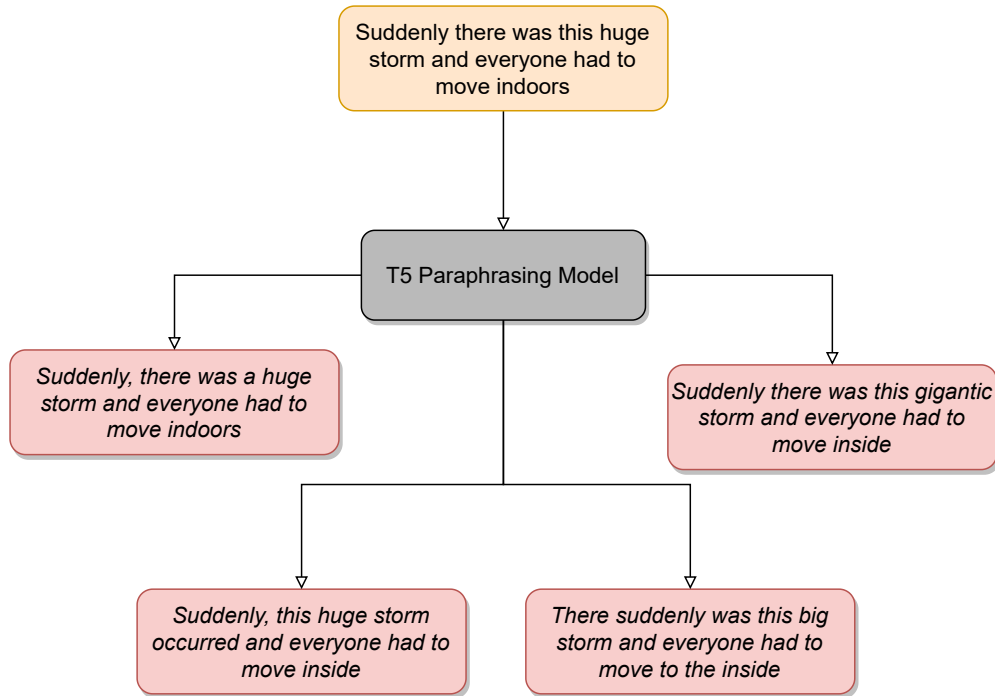 Suddenly there was this huge
storm and everyone had to
move indoors
T5 Paraphrasing Model
Suddenly, there was a huge
storm and everyone had to
move indoors
Suddenly there was this gigantic
storm and everyone had to
move inside
Suddenly, this huge storm
occurred and everyone had to
move inside
There suddenly was this big
storm and everyone had to
move to the inside